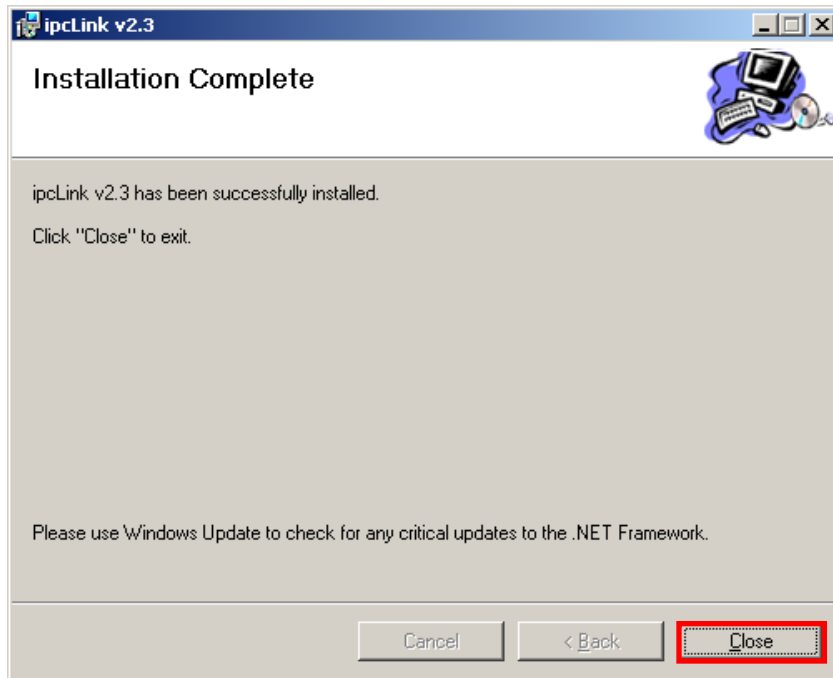 ipcLink v2.3
Installation Complete
ipcLink v2.3 has been successfully installed.
Click "Close" to exit.
Please use Windows Update to check for any critical updates to the .NET Framework.
Cancel
< Back
Close